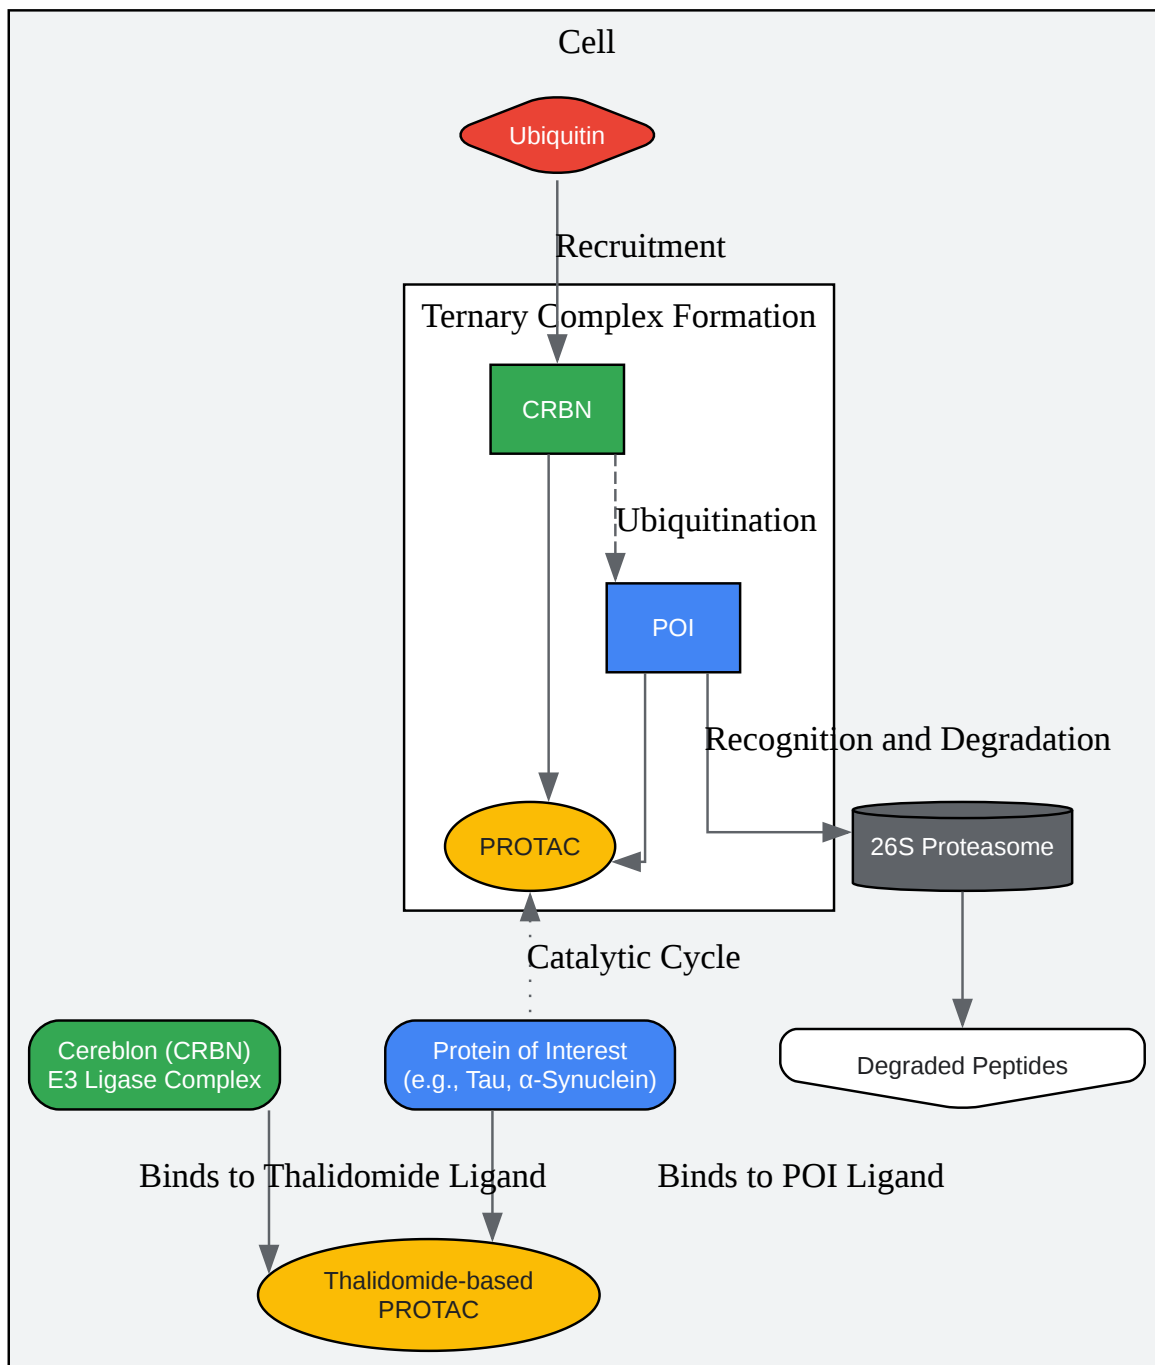 Cell
Ubiquitin
Recruitment
Ternary Complex Formation
CRBN
Ubiquitination
POI
Recognition and Degradation
PROTAC
26S Proteasome
Catalytic Cycle
Cereblon (CRBN)
E3 Ligase Complex
Protein of Interest
(e.g., Tau, α-Synuclein)
Degraded Peptides
Binds to Thalidomide Ligand
Binds to POI Ligand
Thalidomide-based
PROTAC